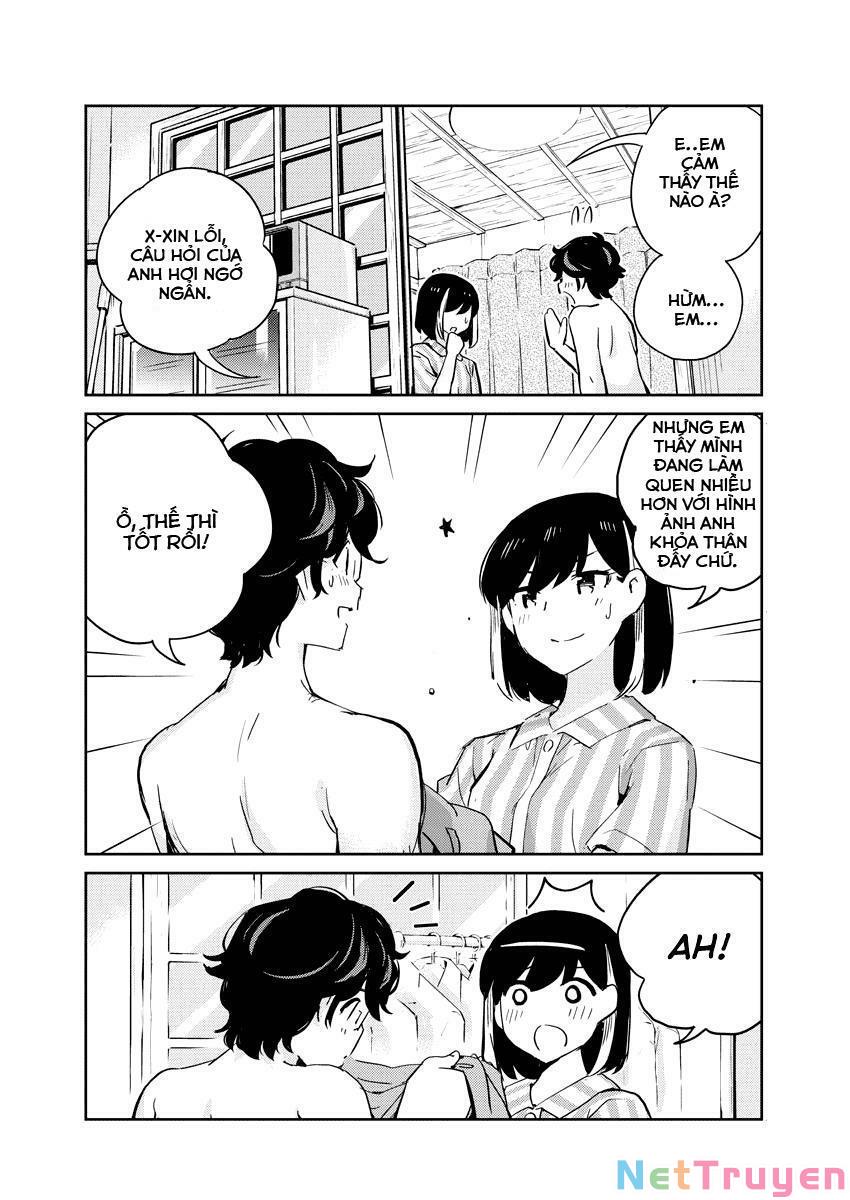 E..EM
CẢM
THẤY THẾ
NÀO À?
HỪM...
EM...
X-XIN LỖI,
CÂU HỎI CỦA
ANH HƠI NGỚ
NGẨN.
NHƯNG EM
THẤY MÌNH
ĐANG LÀM
QUEN NHIỀU
HƠN VỚI HÌNH
ẢNH ANH
KHỎA THÂN
ĐẤY CHỨ.
Ồ, THẾ THÌ
TỐT RỒI!
AH!
NetTruyen